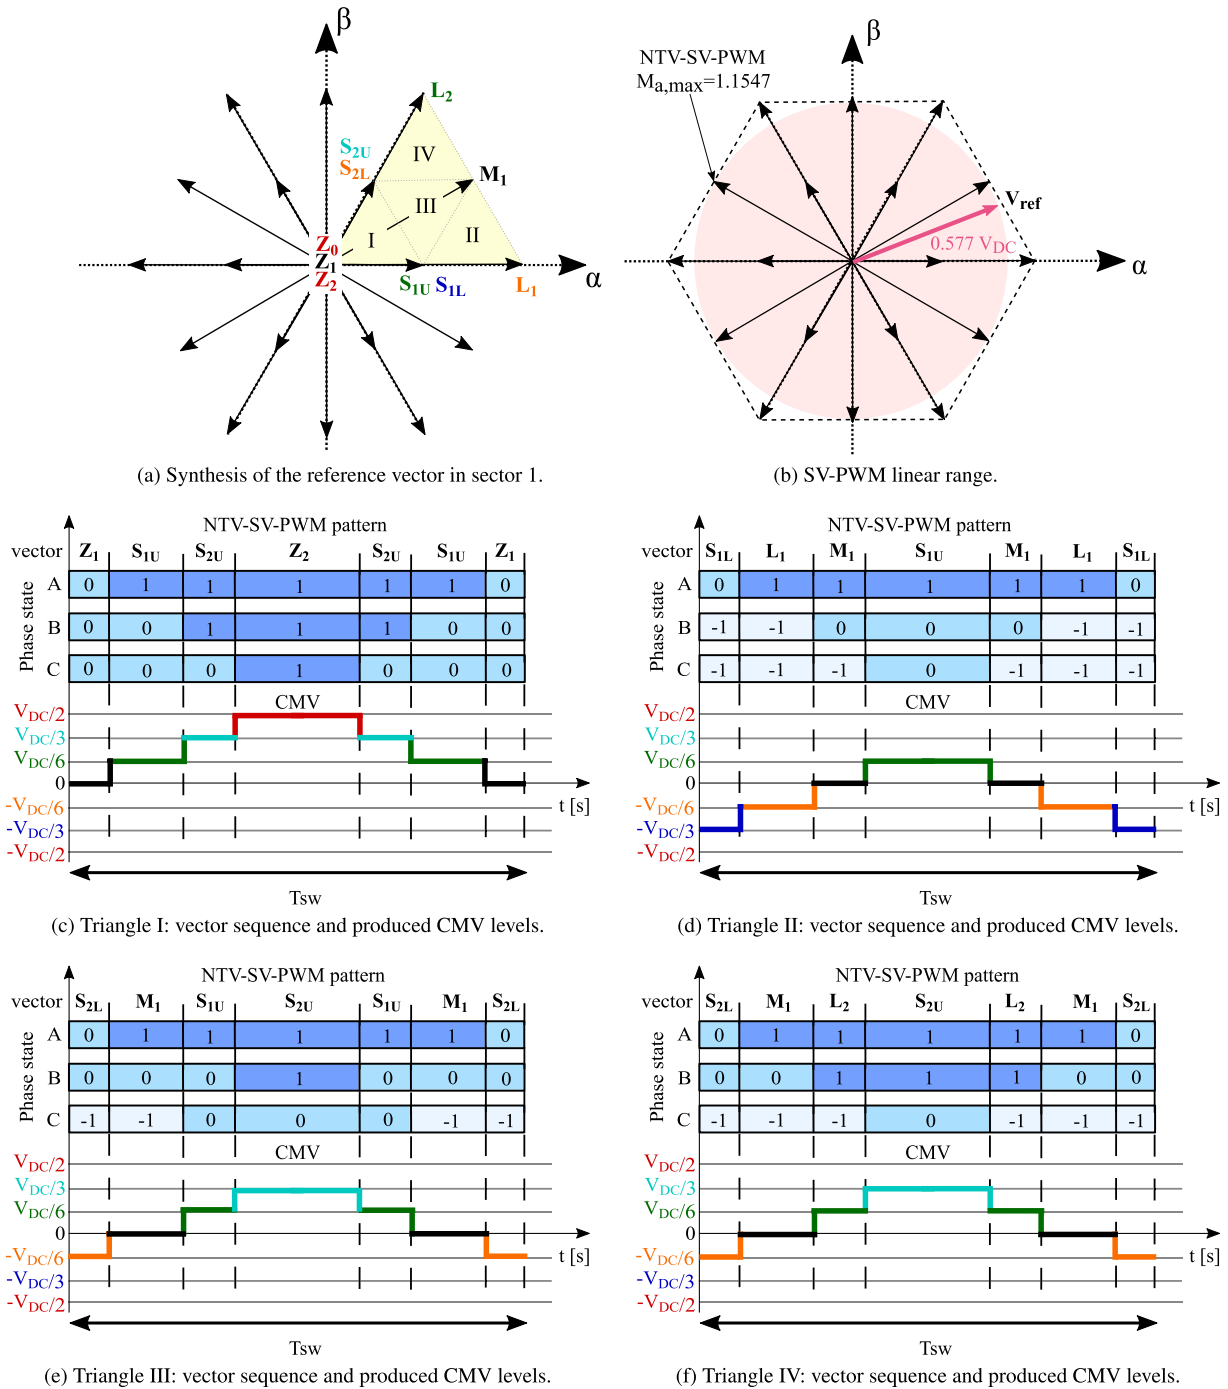 β
L₂
S₂U
S₂L
IV
M₁
III
I
II
Z₀
Z₁
Z₂
S₁U S₁L L₁ α
(a) Synthesis of the reference vector in sector 1.
β
NTV-SV-PWM
Mₐ,ₘₐₓ=1.1547
Vref
0.577 VDC
α
(b) SV-PWM linear range.
NTV-SV-PWM pattern
vector Z₁ S₁U S₂U Z₂ S₂U S₁U Z₁
Phase state
A 0 1 1 1 1 1 0
B 0 0 1 1 1 0 0
C 0 0 0 1 0 0 0
CMV
VDC/2
VDC/3
VDC/6
0
-VDC/6 t [s]
-VDC/3
-VDC/2
Tsw
(c) Triangle I: vector sequence and produced CMV levels.
NTV-SV-PWM pattern
vector S₁L L₁ M₁ S₁U M₁ L₁ S₁L
Phase state
A 0 1 1 1 1 1 0
B -1 -1 0 0 0 -1 -1
C -1 -1 -1 0 -1 -1 -1
CMV
VDC/2
VDC/3
VDC/6
0
-VDC/6 t [s]
-VDC/3
-VDC/2
Tsw
(d) Triangle II: vector sequence and produced CMV levels.
NTV-SV-PWM pattern
vector S₂L M₁ S₁U S₂U S₁U M₁ S₂L
Phase state
A 0 1 1 1 1 1 0
B 0 0 0 1 0 0 0
C -1 -1 0 0 0 -1 -1
CMV
VDC/2
VDC/3
VDC/6
0
-VDC/6 t [s]
-VDC/3
-VDC/2
Tsw
(e) Triangle III: vector sequence and produced CMV levels.
NTV-SV-PWM pattern
vector S₂L M₁ L₂ S₂U L₂ M₁ S₂L
Phase state
A 0 1 1 1 1 1 0
B 0 0 1 1 1 0 0
C -1 -1 -1 0 -1 -1 -1
CMV
VDC/2
VDC/3
VDC/6
0
-VDC/6 t [s]
-VDC/3
-VDC/2
Tsw
(f) Triangle IV: vector sequence and produced CMV levels.